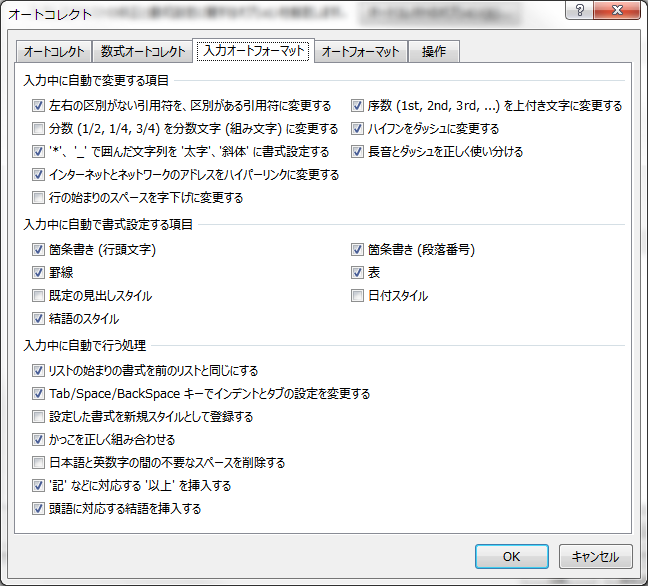 オートコレクト
オートコレクト 数式オートコレクト 入力オートフォーマット オートフォーマット 操作
入力中に自動で変更する項目
左右の区別がない引用符を、区別がある引用符に変更する 序数 (1st, 2nd, 3rd, ...) を上付き文字に変更する
分数 (1/2, 1/4, 3/4) を分数文字 (組み文字) に変更する ハイフンをダッシュに変更する
'*'、'_' で囲んだ文字列を '太字'、'斜体' に書式設定する 長音とダッシュを正しく使い分ける
インターネットとネットワークのアドレスをハイパーリンクに変更する
行の始まりのスペースを字下げに変更する
入力中に自動で書式設定する項目
箇条書き (行頭文字) 箇条書き (段落番号)
罫線 表
既定の見出しスタイル 日付スタイル
結語のスタイル
入力中に自動で行う処理
リストの始まりの書式を前のリストと同じにする
Tab/Space/BackSpace キーでインデントとタブの設定を変更する
設定した書式を新規スタイルとして登録する
かっこを正しく組み合わせる
日本語と英数字の間の不要なスペースを削除する
'記' などに対応する '以上' を挿入する
頭語に対応する結語を挿入する
OK キャンセル